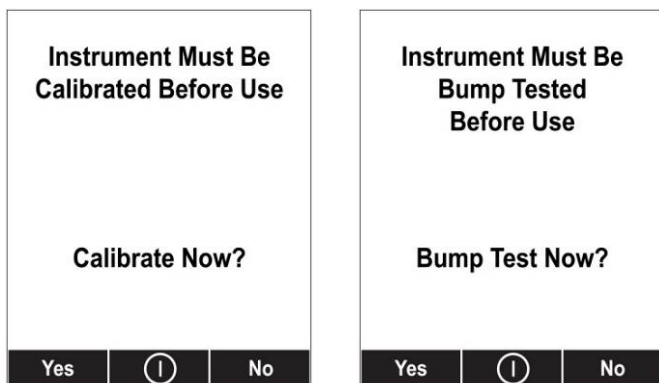 Instrument Must Be
Calibrated Before Use
Calibrate Now?
Yes
No
Instrument Must Be
Bump Tested
Before Use
Bump Test Now?
Yes
No